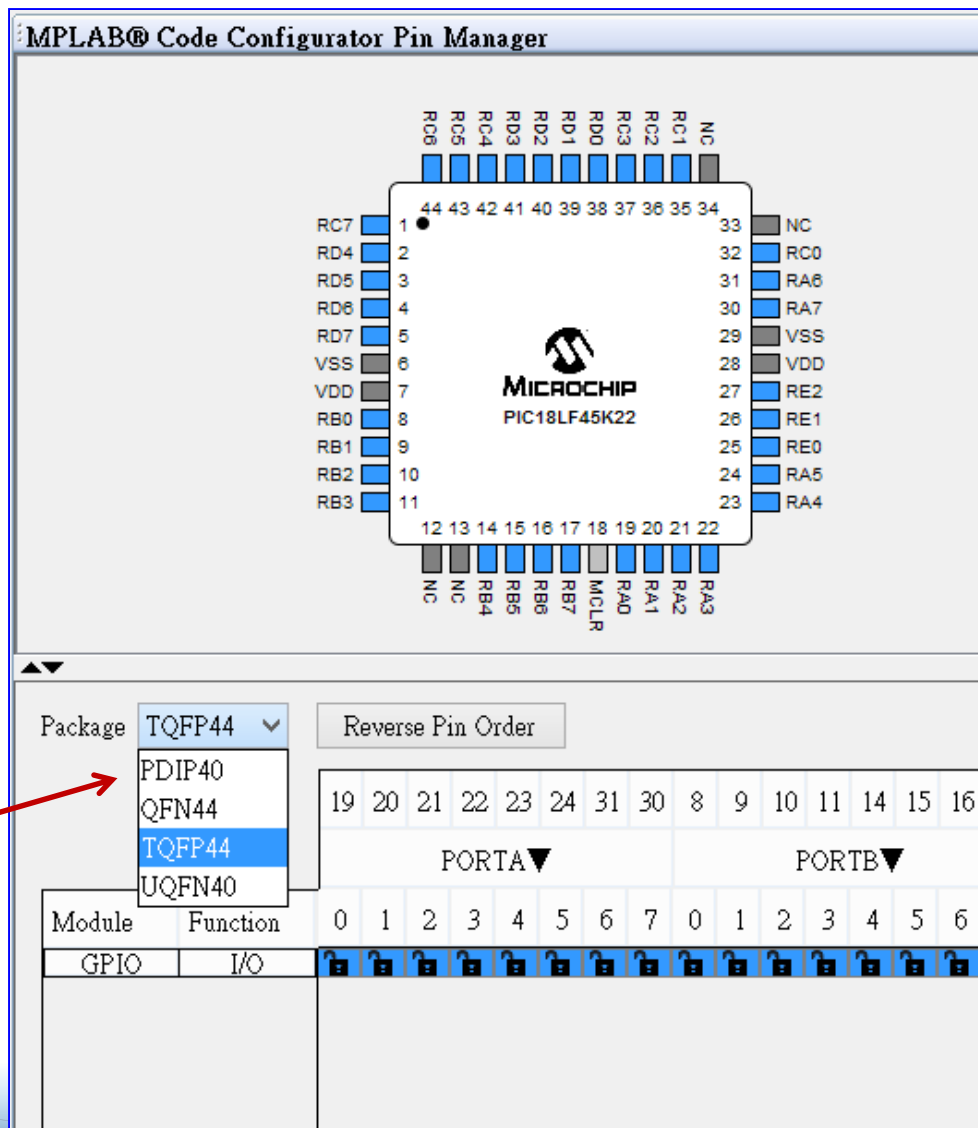 MPLAB® Code Configurator Pin Manager
RC6 RC5 RC4 RD3 RD2 RD1 RD0 RC3 RC2 RC1 NC
44 43 42 41 40 39 38 37 36 35 34
RC7 1 33 NC
RD4 2 32 RC0
RD5 3 31 RA6
RD6 4 30 RA7
RD7 5 29 VSS
VSS 6 28 VDD
VDD 7 MICROCHIP 27 RE2
RB0 8 PIC18LF45K22 26 RE1
RB1 9 25 RE0
RB2 10 24 RA5
RB3 11 23 RA4
12 13 14 15 16 17 18 19 20 21 22
NC NC RB4 RB5 RB6 RB7 MCLR RA0 RA1 RA2 RA3
Package TQFP44 Reverse Pin Order
PDIP40
QFN44
TQFP44
UQFN40
19 20 21 22 23 24 31 30 8 9 10 11 14 15 16
PORTA▼ PORTB▼
Module Function 0 1 2 3 4 5 6 7 0 1 2 3 4 5 6
GPIO I/O